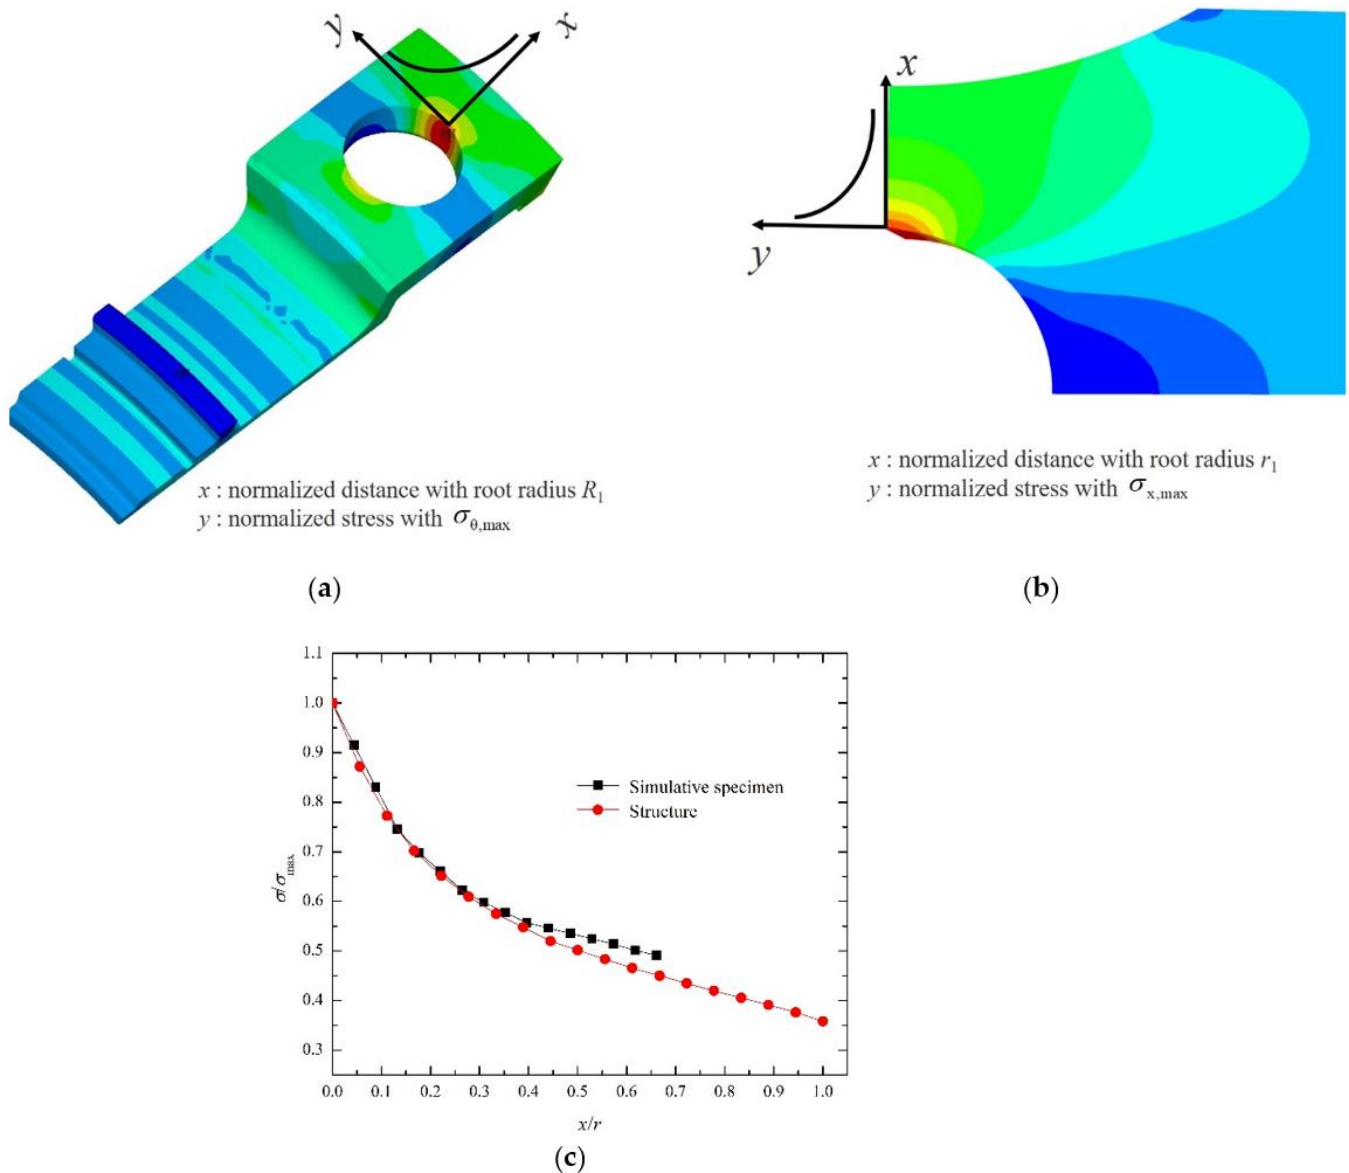 y
x
x
y
x : normalized distance with root radius R₁
y : normalized stress with σθ,max
x : normalized distance with root radius r₁
y : normalized stress with σx,max
(a)
(b)
1.1
1.0
0.9
0.8
0.7
0.6
0.5
0.4
0.3
σ/σmax
Simulative specimen
Structure
0.0 0.1 0.2 0.3 0.4 0.5 0.6 0.7 0.8 0.9 1.0
x/r
(c)